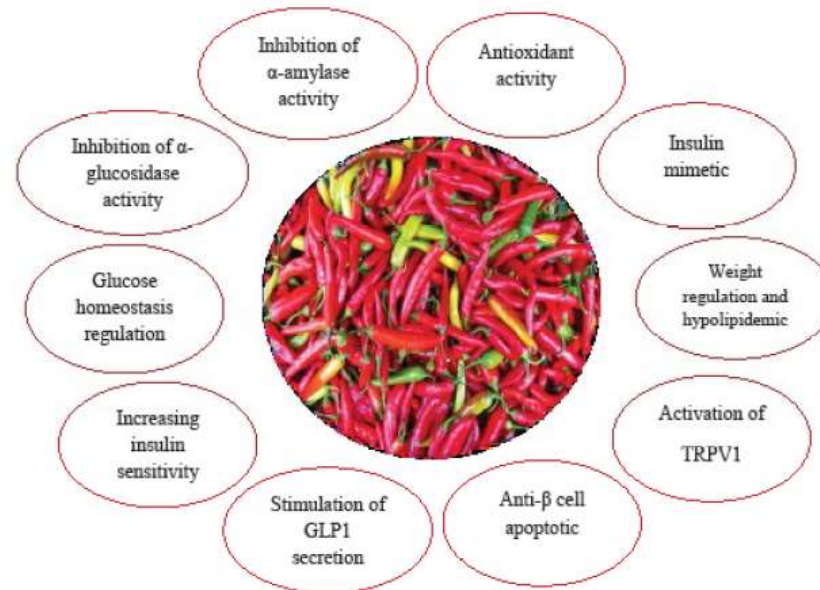 Inhibition of
α-amylase
activity
Antioxidant
activity
Insulin
mimetic
Weight
regulation and
hypolipidemic
Activation of
TRPV1
Anti-β cell
apoptotic
Stimulation of
GLP1
secretion
Increasing
insulin
sensitivity
Glucose
homeostasis
regulation
Inhibition of α-
glucosidase
activity